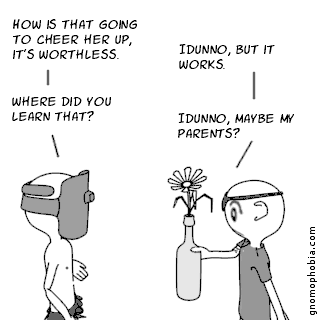 HOW IS THAT GOING
TO CHEER HER UP,
IT'S WORTHLESS.
IDUNNO, BUT IT
WORKS.
WHERE DID YOU
LEARN THAT?
IDUNNO, MAYBE MY
PARENTS?
gnomophobia.com